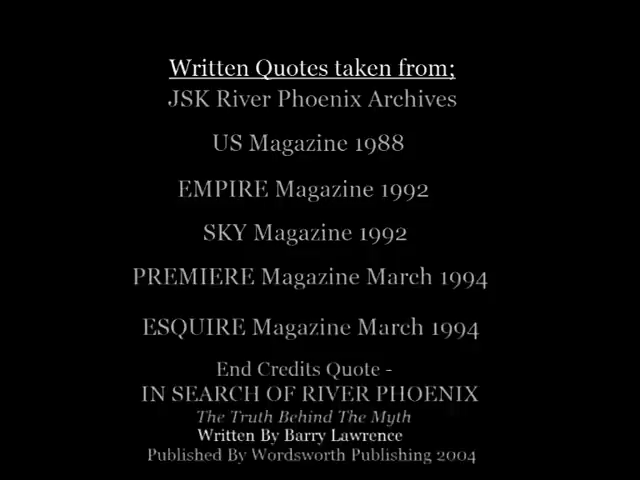 Written Quotes taken from;
JSK River Phoenix Archives
US Magazine 1988
EMPIRE Magazine 1992
SKY Magazine 1992
PREMIERE Magazine March 1994
ESQUIRE Magazine March 1994
End Credits Quote -
IN SEARCH OF RIVER PHOENIX
The Truth Behind The Myth
Written By Barry Lawrence
Published By Wordsworth Publishing 2004